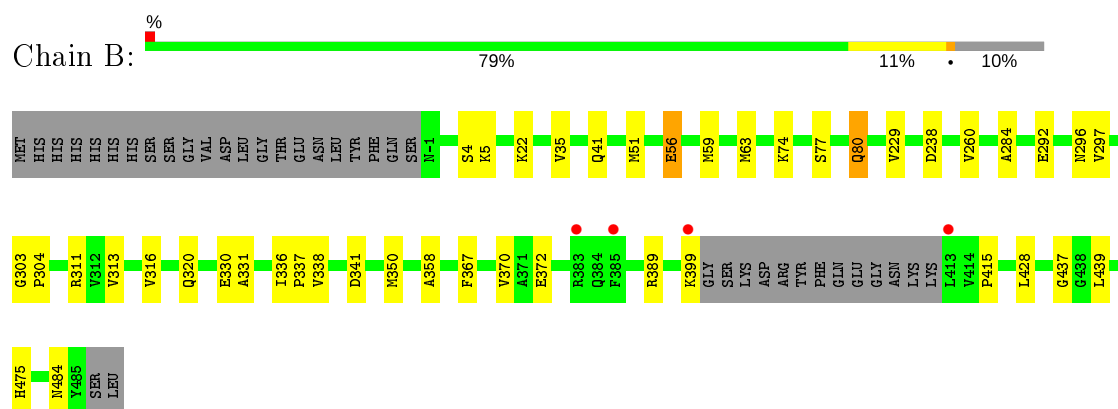 %
Chain B:
79% 11% • 10%
MET HIS HIS HIS HIS HIS HIS SER SER GLY VAL ASP LEU GLY THR GLU ASN LEU TYR PHE GLN SER N-1 S4 K5 K22 V35 Q41 M51 E56 M59 M63 K74 S77 Q80 V229 D238 V260 A284 E292 N296 V297
G303 P304 R311 V312 V313 V316 Q320 E330 A331 I336 P337 V338 D341 M350 A358 F367 V370 A371 E372 R383 Q384 F385 R389 K399 GLY SER LYS ASP ARG TYR PHE GLN GLU GLY ASN LYS LYS L413 V414 P415 L428 G437 G438 L439
H475 N484 Y485 SER LEU